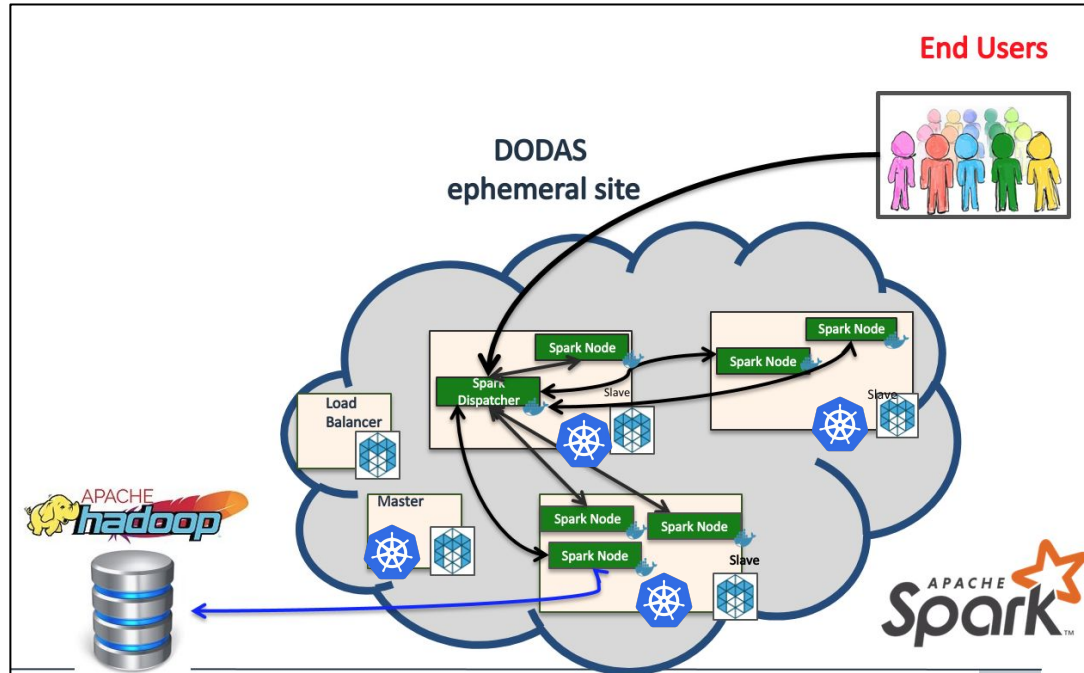 End Users
DODAS
ephemeral site
Spark Node
Spark Node
Spark Node
Spark
Dispatcher
Slave
Slave
Load
Balancer
APACHE
hadoop
Master
Spark Node
Spark Node
Spark Node
Slave
APACHE
Spark
TM